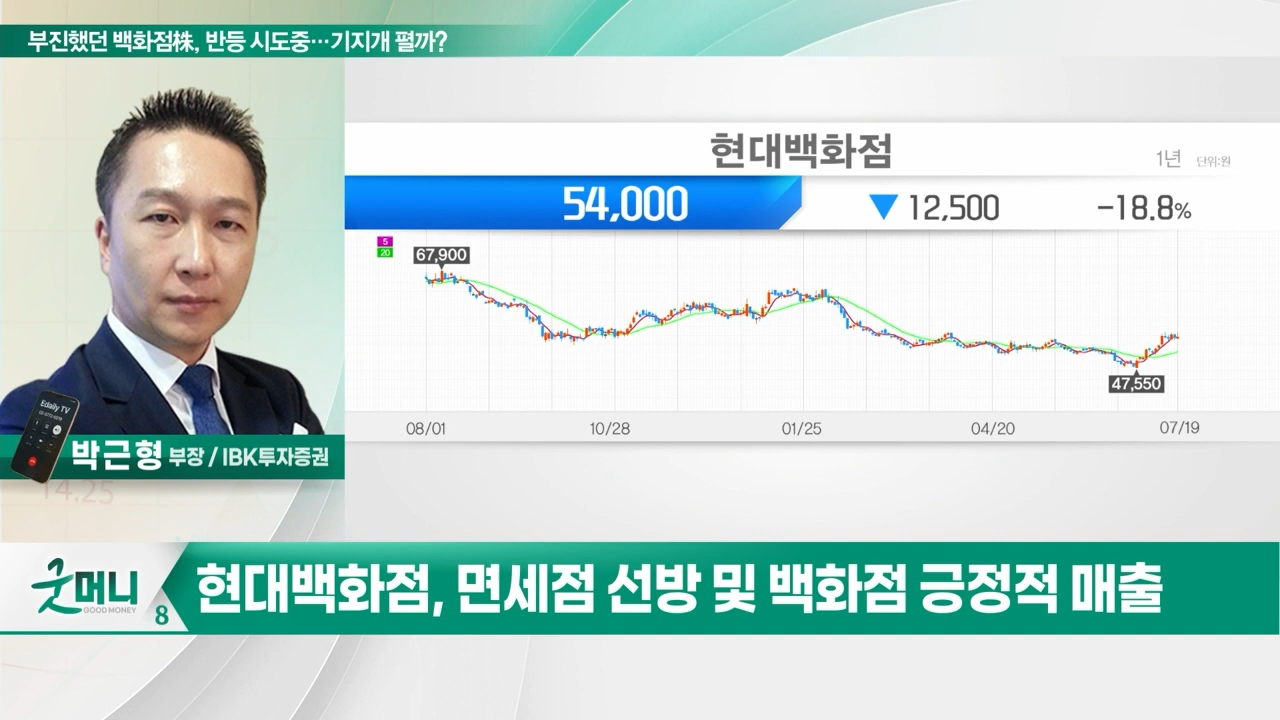 부진했던 백화점株, 반등 시도중…기지개 펼까?
현대백화점
1년 단위:원
54,000 ▼ 12,500 -18.8%
5
20
67,900
47,550
08/01 10/28 01/25 04/20 07/19
Edaily TV
박근형 부장 / IBK투자증권
14.25
굿머니
GOOD MONEY
8
현대백화점, 면세점 선방 및 백화점 긍정적 매출